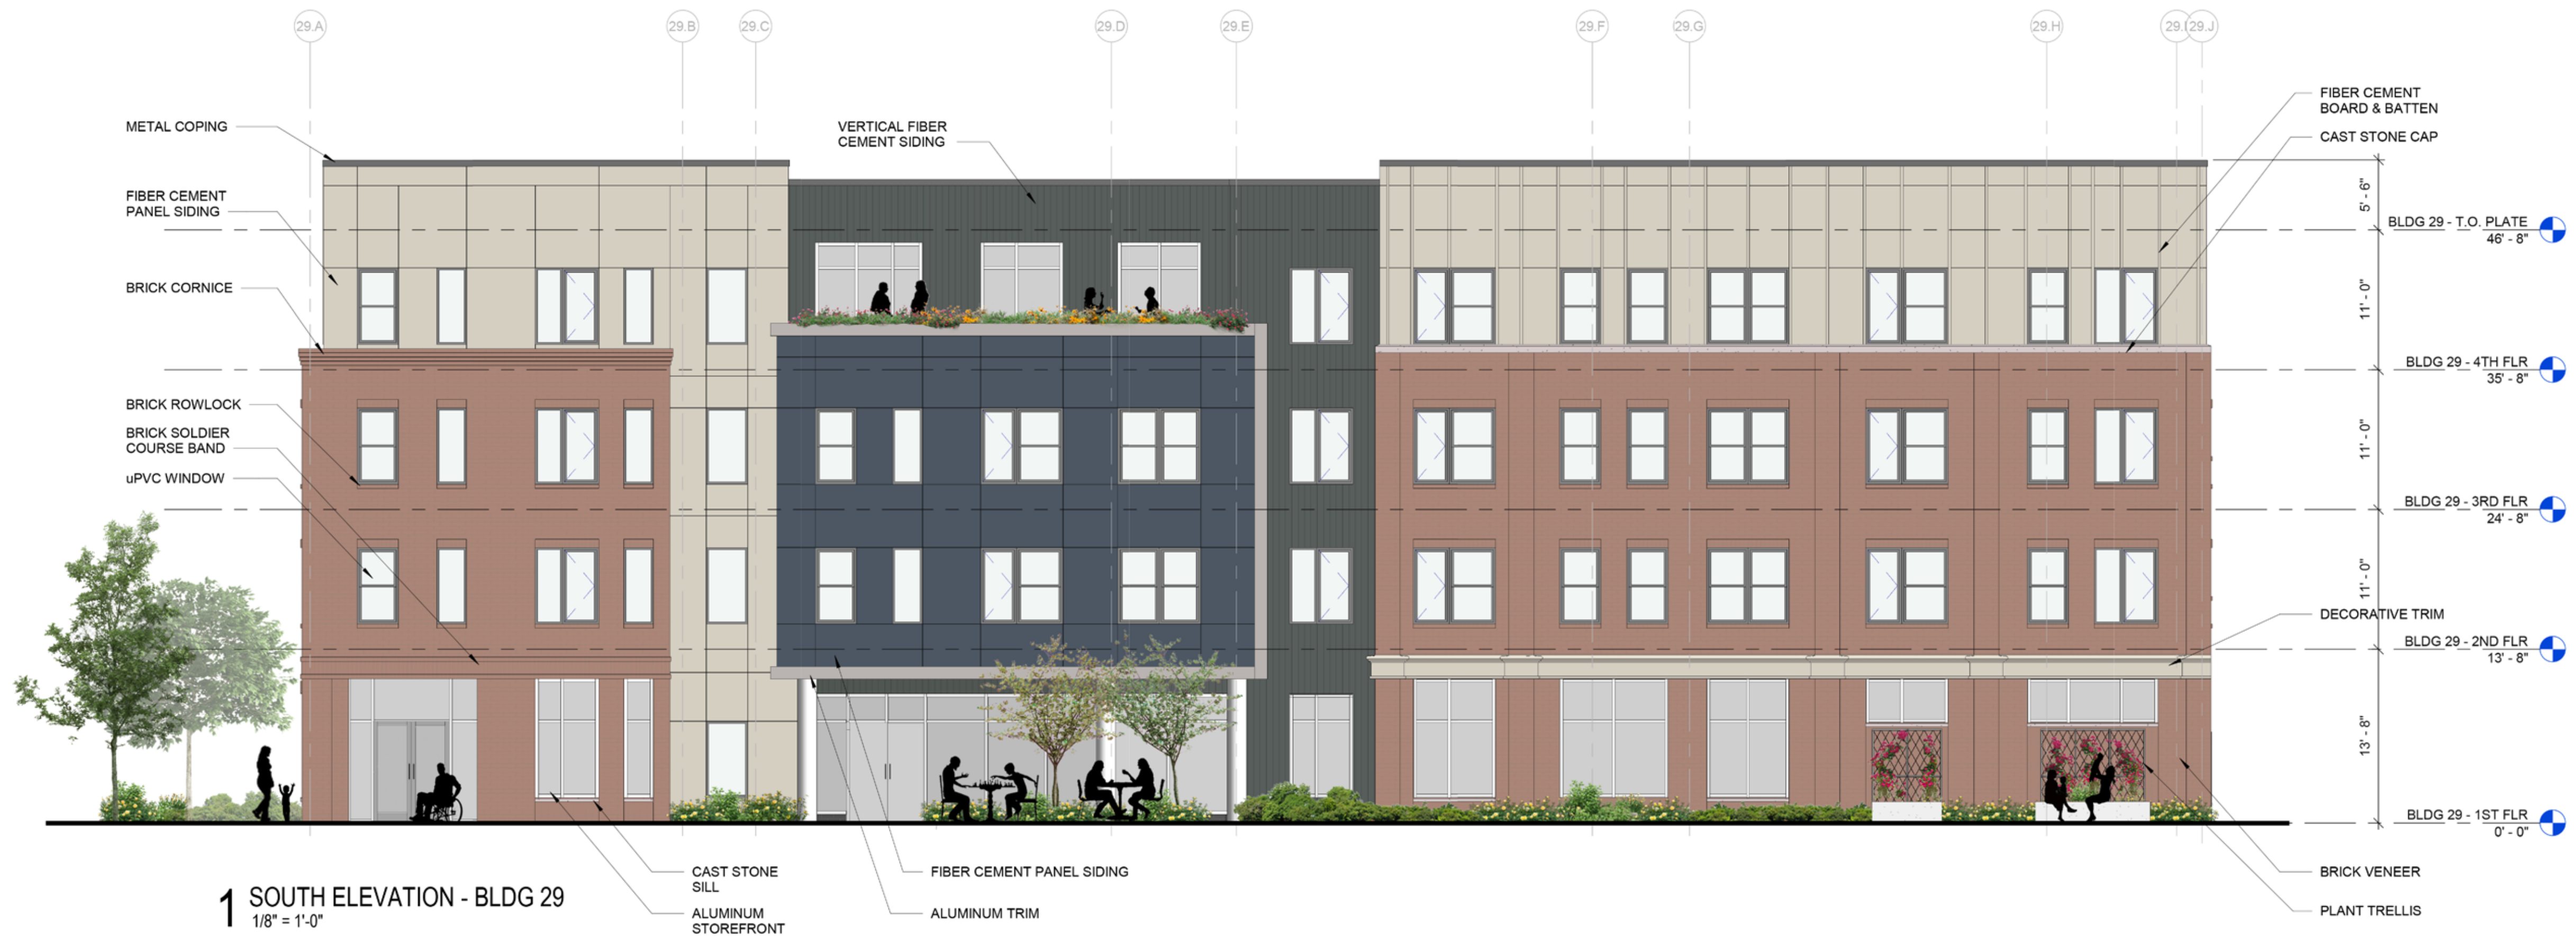 29.A
29.B
29.C
29.D
29.E
29.F
29.G
29.H
29.J
METAL COPING
FIBER CEMENT
PANEL SIDING
BRICK CORNICE
BRICK ROWLOCK
BRICK SOLDIER
COURSE BAND
uPVC WINDOW
VERTICAL FIBER
CEMENT SIDING
FIBER CEMENT
BOARD & BATTEN
CAST STONE CAP
5' - 6"
BLDG 29 - T.O. PLATE
46' - 8"
11' - 0"
BLDG 29 - 4TH FLR
35' - 8"
11' - 0"
BLDG 29 - 3RD FLR
24' - 8"
11' - 0"
DECORATIVE TRIM
BLDG 29 - 2ND FLR
13' - 8"
13' - 8"
BLDG 29 - 1ST FLR
0' - 0"
BRICK VENEER
PLANT TRELLIS
CAST STONE
SILL
ALUMINUM
STOREFRONT
FIBER CEMENT PANEL SIDING
ALUMINUM TRIM
1 SOUTH ELEVATION - BLDG 29
1/8" = 1'-0"